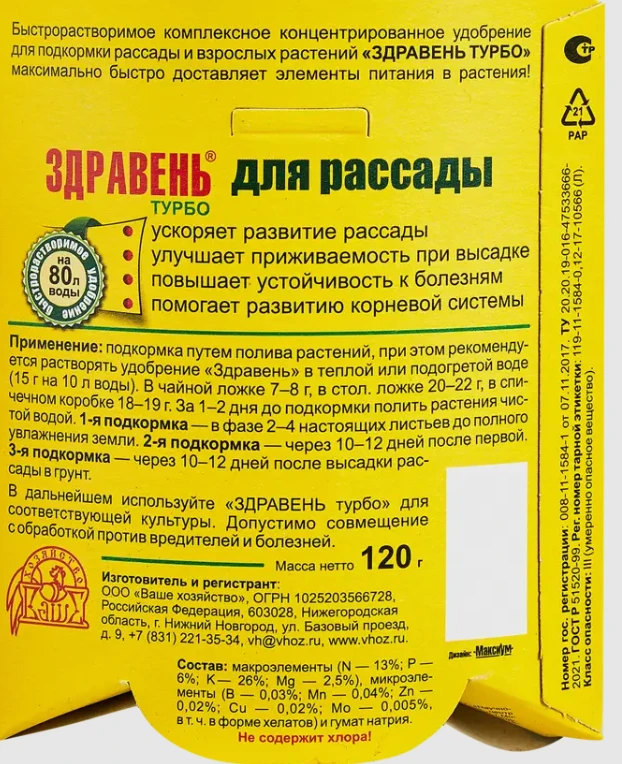 Быстрорастворимое комплексное концентрированное удобрение
для подкормки рассады и взрослых растений «ЗДРАВЕНЬ ТУРБО»
максимально быстро доставляет элементы питания в растения!
ЗДРАВЕНЬ® для рассады
ТУРБО
ускоряет развитие рассады
улучшает приживаемость при высадке
повышает устойчивость к болезням
помогает развитию корневой системы
быстрорастворимое удобрение
на
80л
воды
Применение: подкормка путем полива растений, при этом рекоменду-
ется растворять удобрение «Здравень» в теплой или подогретой воде
(15 г на 10 л воды). В чайной ложке 7–8 г, в стол. ложке 20–22 г, в спи-
чечном коробке 18–19 г. За 1–2 дня до подкормки полить растения чис-
той водой. 1-я подкормка — в фазе 2–4 настоящих листьев до полного
увлажнения земли. 2-я подкормка — через 10–12 дней после первой.
3-я подкормка — через 10–12 дней после высадки рас-
сады в грунт.
В дальнейшем используйте «ЗДРАВЕНЬ турбо» для
соответствующей культуры. Допустимо совмещение
с обработкой против вредителей и болезней.
Масса нетто 120 г
ХОЗЯЙСТВО
ВАШЕ
Изготовитель и регистрант:
ООО «Ваше хозяйство», ОГРН 1025203566728,
Российская Федерация, 603028, Нижегородская
область, г. Нижний Новгород, ул. Базовый проезд,
д. 9, +7 (831) 221-35-34, vh@vhoz.ru, www.vhoz.ru.
Дизайн: МаксиУм
Состав: макроэлементы (N — 13%; P —
6%; K— 26%; Mg — 2,5%), микроэле-
менты (B — 0,03%; Mn — 0,04%; Zn —
0,02%; Cu — 0,02%; Mo — 0,005%,
в т. ч. в форме хелатов) и гумат натрия.
Не содержит хлора!
ТР
21
PAP
Номер гос. регистрации: 008-11-1584-1 от 07.11.2017. ТУ 20.20.19-016-47533666-
2021. ГОСТ Р 51520-99. Рег. номер тарной этикетки: 119-11-1584-0,12-17-10566 (Л).
Класс опасности: III (умеренно опасное вещество).